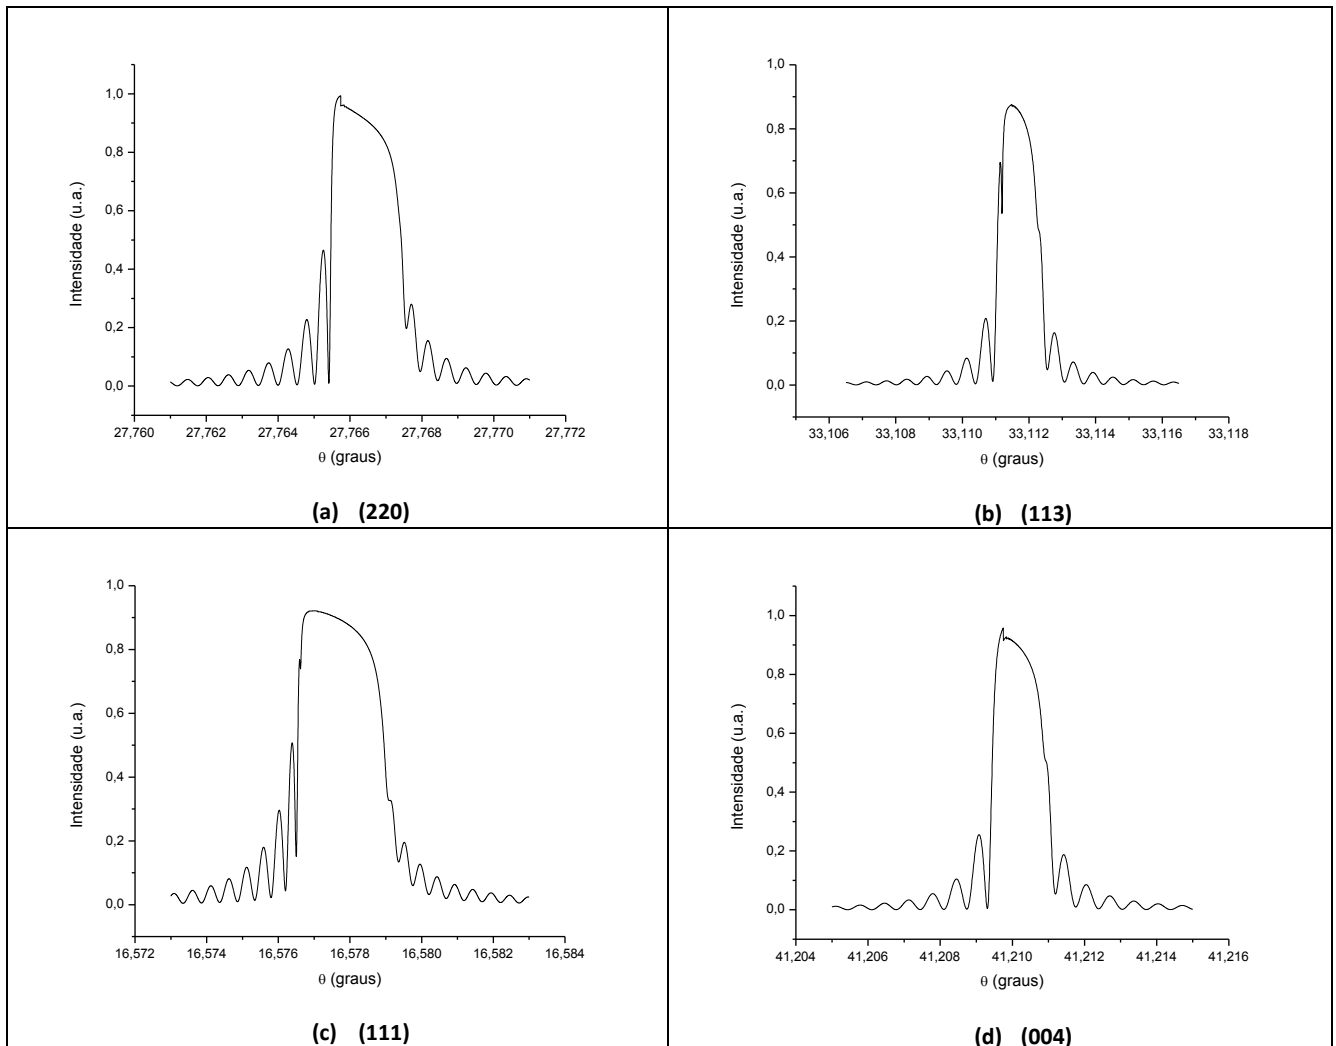 1,0
0,8
0,6
0,4
0,2
0,0
Intensidade (u.a.)
27,760 27,762 27,764 27,766 27,768 27,770 27,772
θ (graus)
(a) (220)
1,0
0,8
0,6
0,4
0,2
0,0
Intensidade (u.a.)
33,106 33,108 33,110 33,112 33,114 33,116 33,118
θ (graus)
(b) (113)
1,0
0,8
0,6
0,4
0,2
0,0
Intensidade (u.a.)
16,572 16,574 16,576 16,578 16,580 16,582 16,584
θ (graus)
(c) (111)
1,0
0,8
0,6
0,4
0,2
0,0
Intensidade (u.a.)
41,204 41,206 41,208 41,210 41,212 41,214 41,216
θ (graus)
(d) (004)